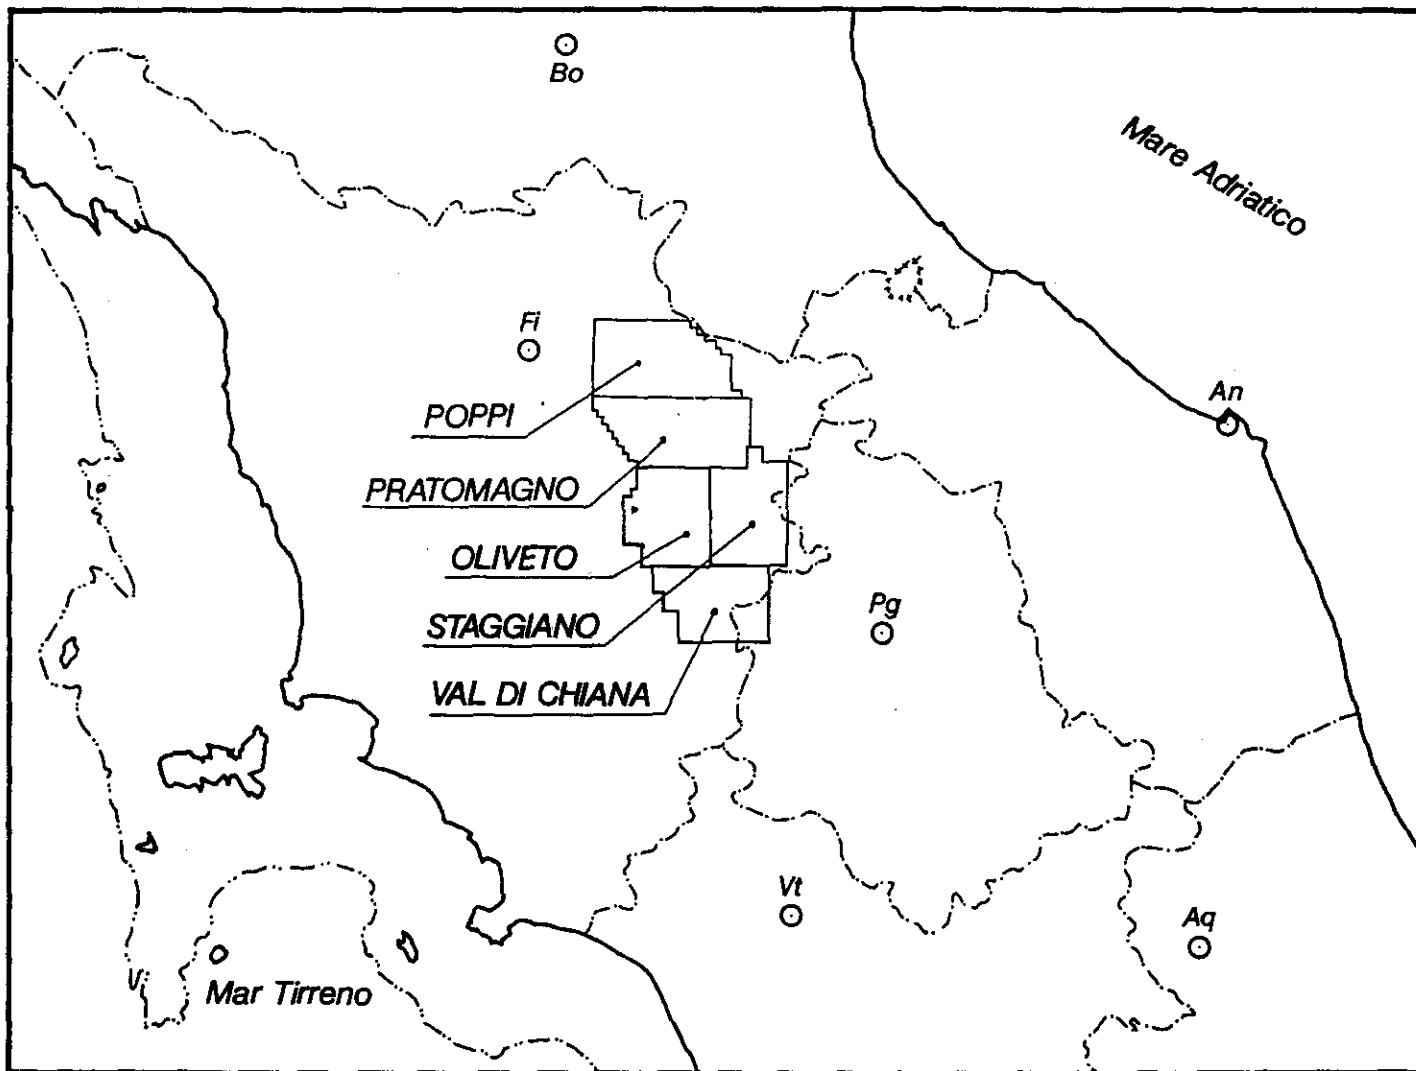 Bo
Mare Adriatico
Fi
An
POPPI
PRATOMAGNO
OLIVETO
STAGGIANO
Pg
VAL DI CHIANA
Vt
Aq
Mar Tirreno